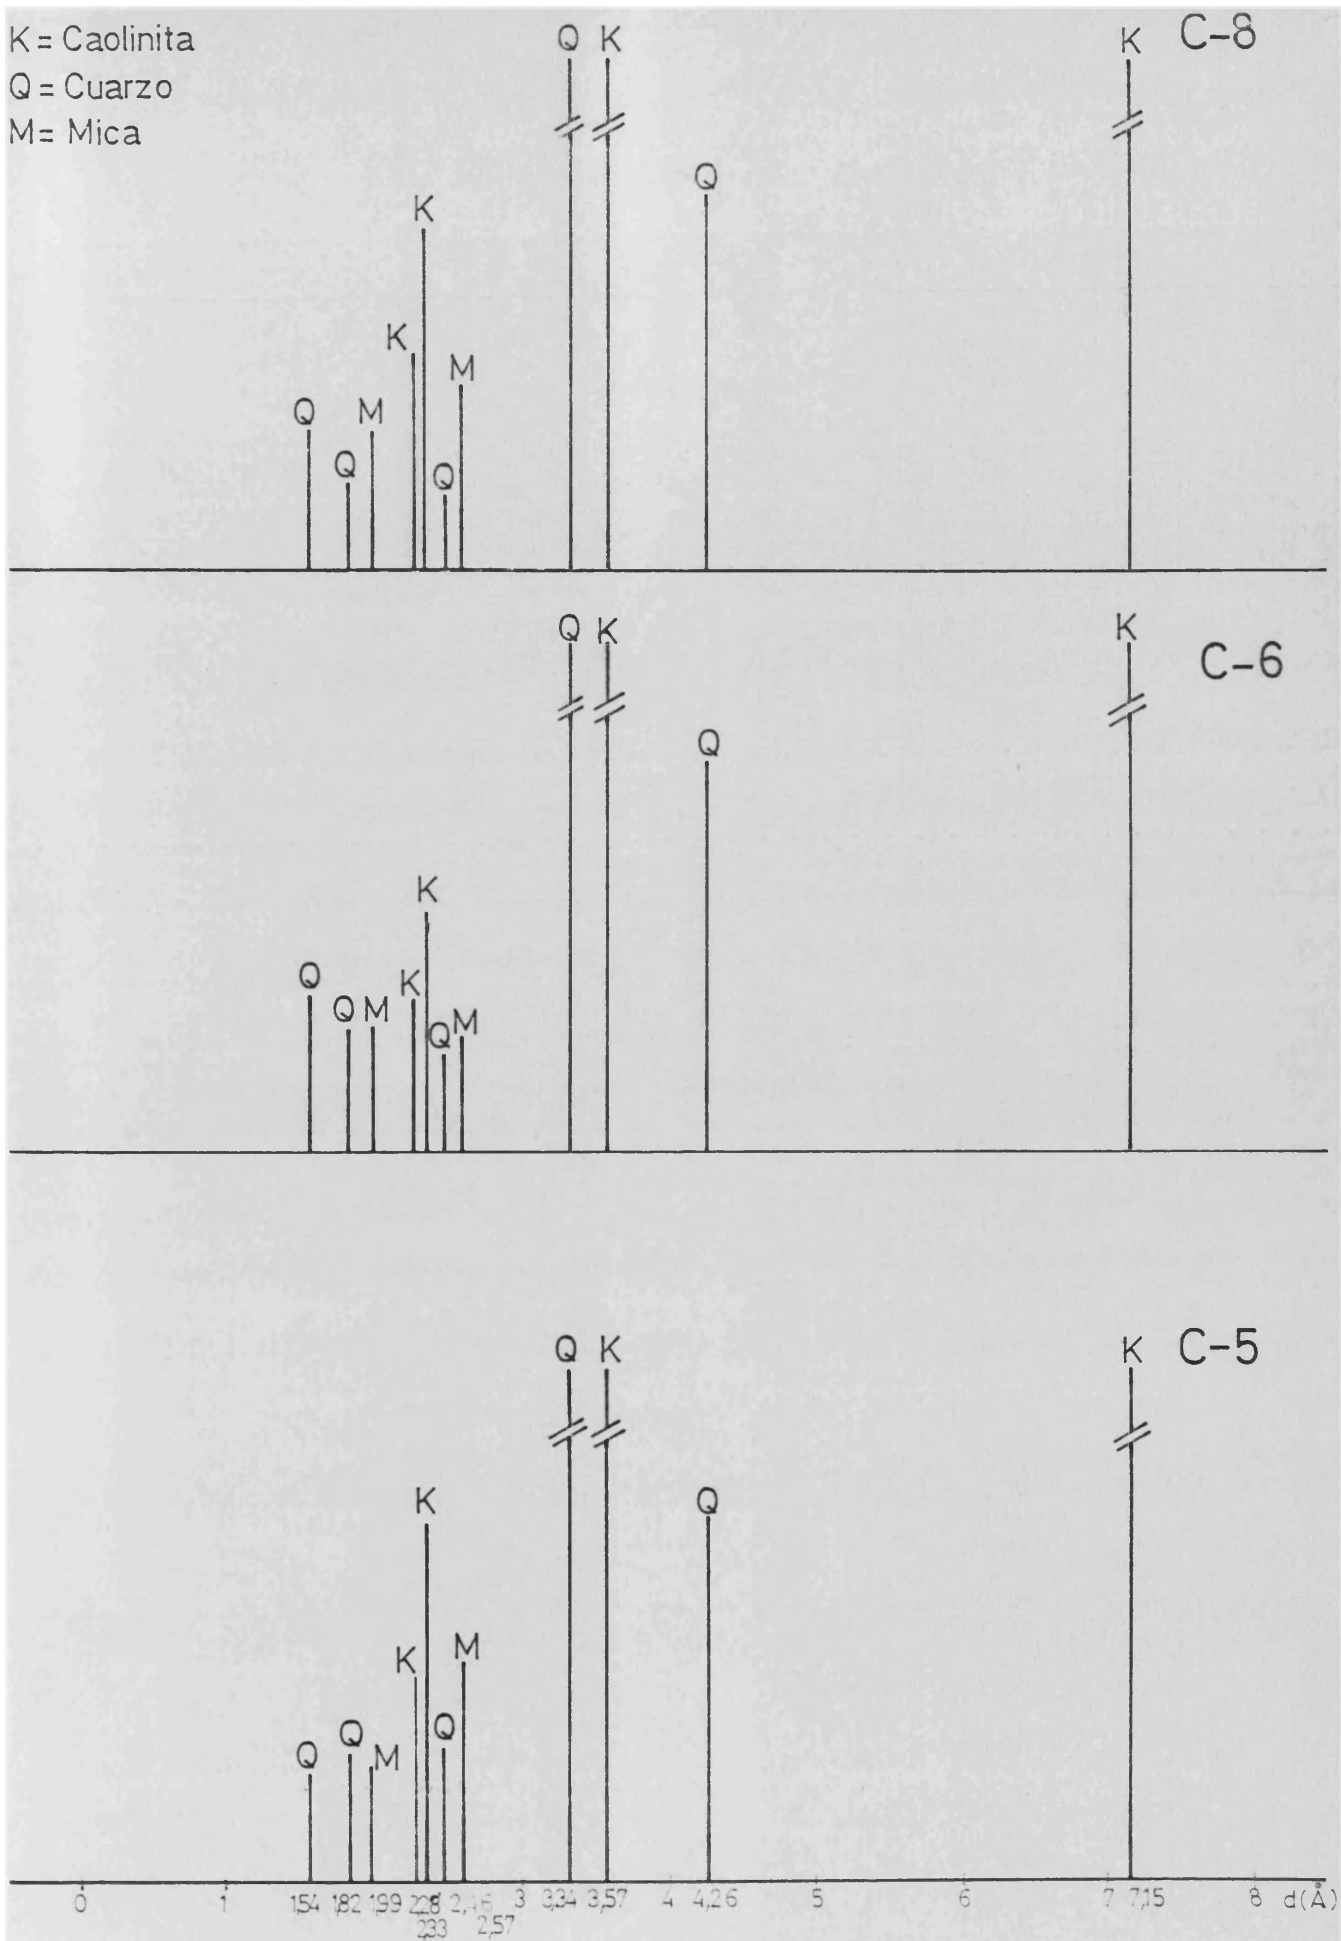 K = Caolinita
Q = Cuarzo
M = Mica
Q K K C-8
Q
K
K M
Q M
Q Q
Q K K
C-6
Q
K
Q K
Q M Q M
Q K K C-5
K Q
K M
Q Q
Q M
0 1 1,54 1,82 1,99 2,28 3 3,34 3,57 4 4,26 5 6 7 7,15 8 d(Å)
2,33 2,57